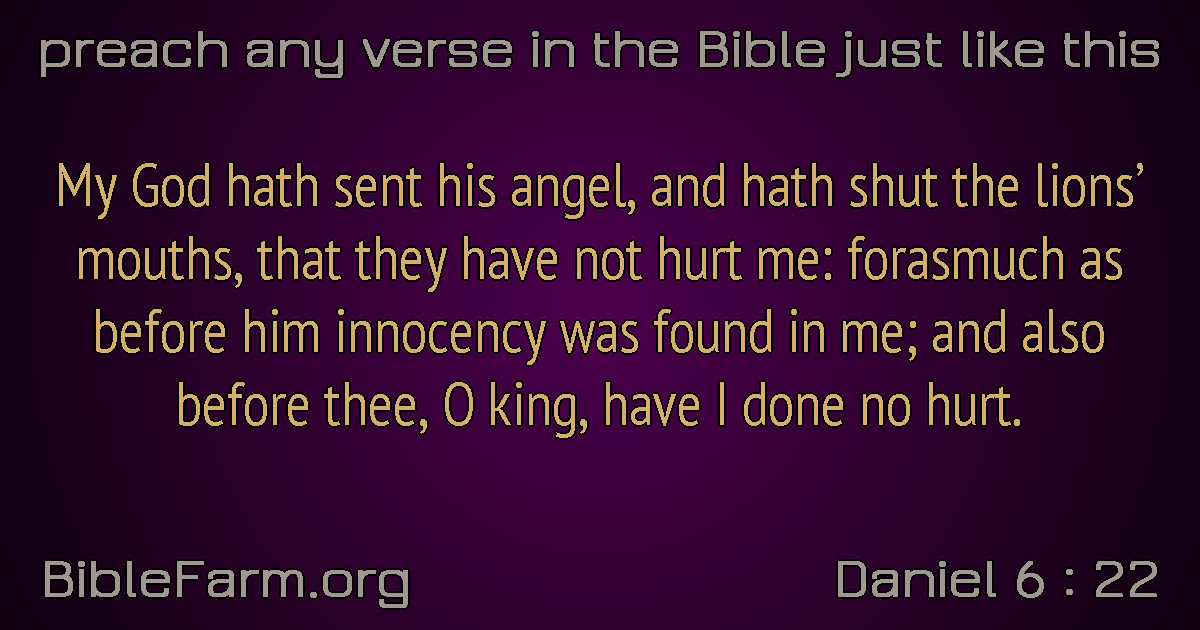 preach any verse in the Bible just like this
My God hath sent his angel, and hath shut the lions’
mouths, that they have not hurt me: forasmuch as
before him innocency was found in me; and also
before thee, O king, have I done no hurt.
BibleFarm.org
Daniel 6 : 22